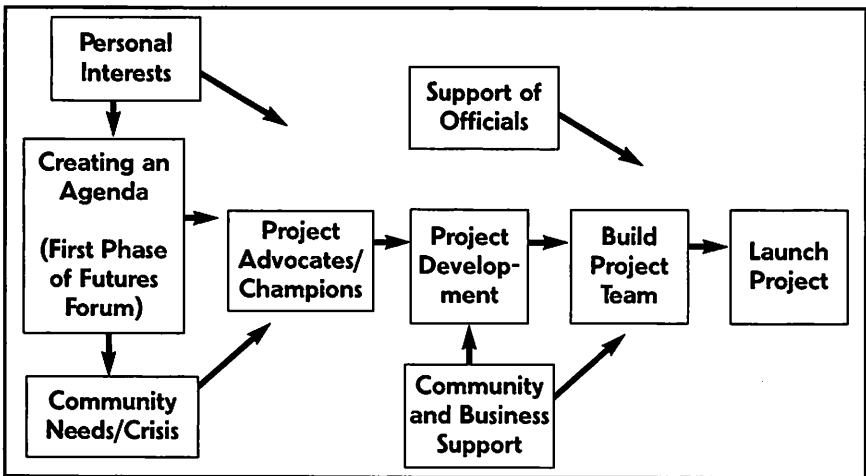 Personal
Interests
Creating an
Agenda
(First Phase
of Futures
Forum)
Community
Needs/Crisis
Project
Advocates/
Champions
Support of
Officials
Project
Develop-
ment
Community
and Business
Support
Build
Project
Team
Launch
Project